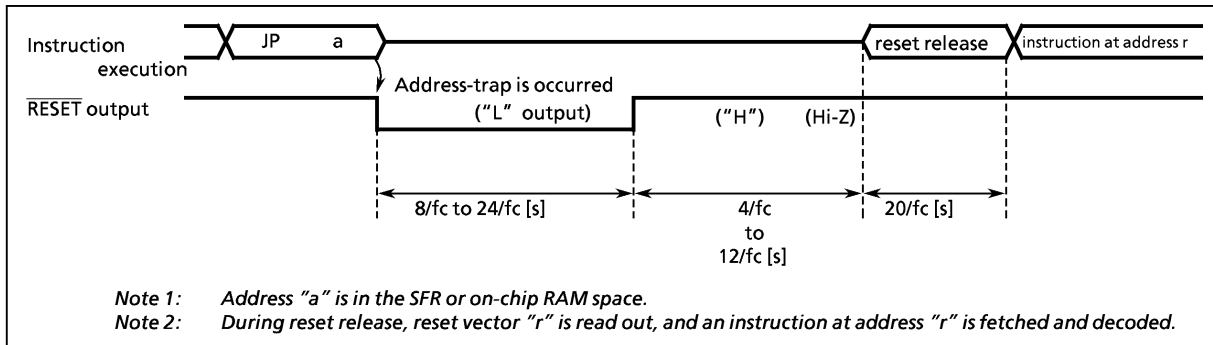 Instruction
execution
JP a
reset release
instruction at address r
RESET output
Address-trap is occurred
("L" output)
("H")
(Hi-Z)
8/fc to 24/fc [s]
4/fc
to
12/fc [s]
20/fc [s]
Note 1: Address "a" is in the SFR or on-chip RAM space.
Note 2: During reset release, reset vector "r" is read out, and an instruction at address "r" is fetched and decoded.